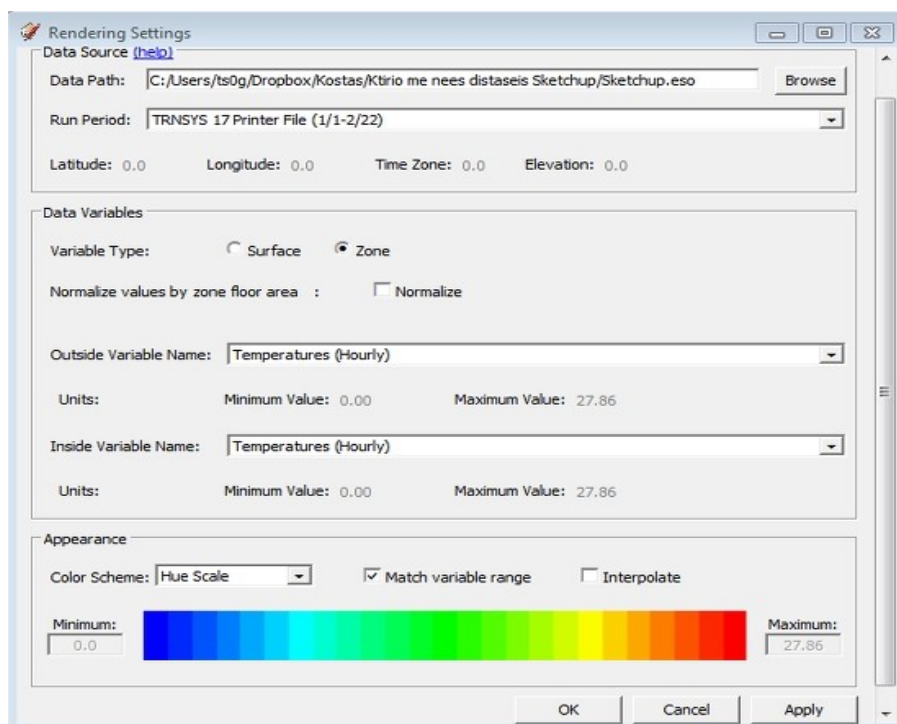 Rendering Settings
Data Source (help)
Data Path: C:/Users/ts0g/Dropbox/Kostas/Ktirio me nees distaseis Sketchup/Sketchup.eso Browse
Run Period: TRNSYS 17 Printer File (1/1-2/22)
Latitude: 0.0 Longitude: 0.0 Time Zone: 0.0 Elevation: 0.0
Data Variables
Variable Type: Surface Zone
Normalize values by zone floor area : Normalize
Outside Variable Name: Temperatures (Hourly)
Units: Minimum Value: 0.00 Maximum Value: 27.86
Inside Variable Name: Temperatures (Hourly)
Units: Minimum Value: 0.00 Maximum Value: 27.86
Appearance
Color Scheme: Hue Scale Match variable range Interpolate
Minimum: Maximum:
0.0 27.86
OK Cancel Apply